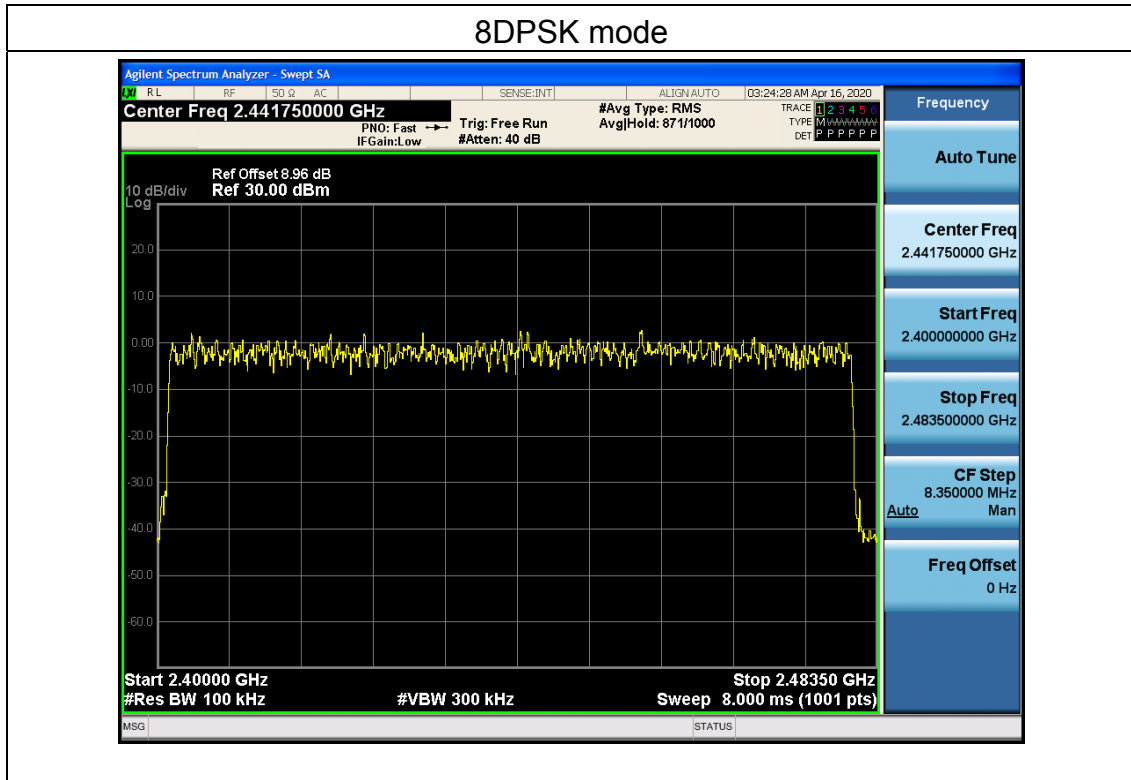 8DPSK mode
Agilent Spectrum Analyzer - Swept SA
LXI RL RF 50 Ω AC SENSE:INT ALIGN AUTO 03:24:28 AM Apr 16, 2020
Center Freq 2.441750000 GHz
PNO: Fast
IFGain:Low
Trig: Free Run
#Atten: 40 dB
#Avg Type: RMS
Avg|Hold: 871/1000
TRACE 1 2 3 4 5 6
TYPE M
DET P P P P P P
Ref Offset 8.96 dB
10 dB/div Ref 30.00 dBm
Log
20.0
10.0
0.00
-10.0
-20.0
-30.0
-40.0
-50.0
-60.0
Start 2.40000 GHz Stop 2.48350 GHz
#Res BW 100 kHz #VBW 300 kHz Sweep 8.000 ms (1001 pts)
MSG STATUS
Frequency
Auto Tune
Center Freq
2.441750000 GHz
Start Freq
2.400000000 GHz
Stop Freq
2.483500000 GHz
CF Step
8.350000 MHz
Auto Man
Freq Offset
0 Hz